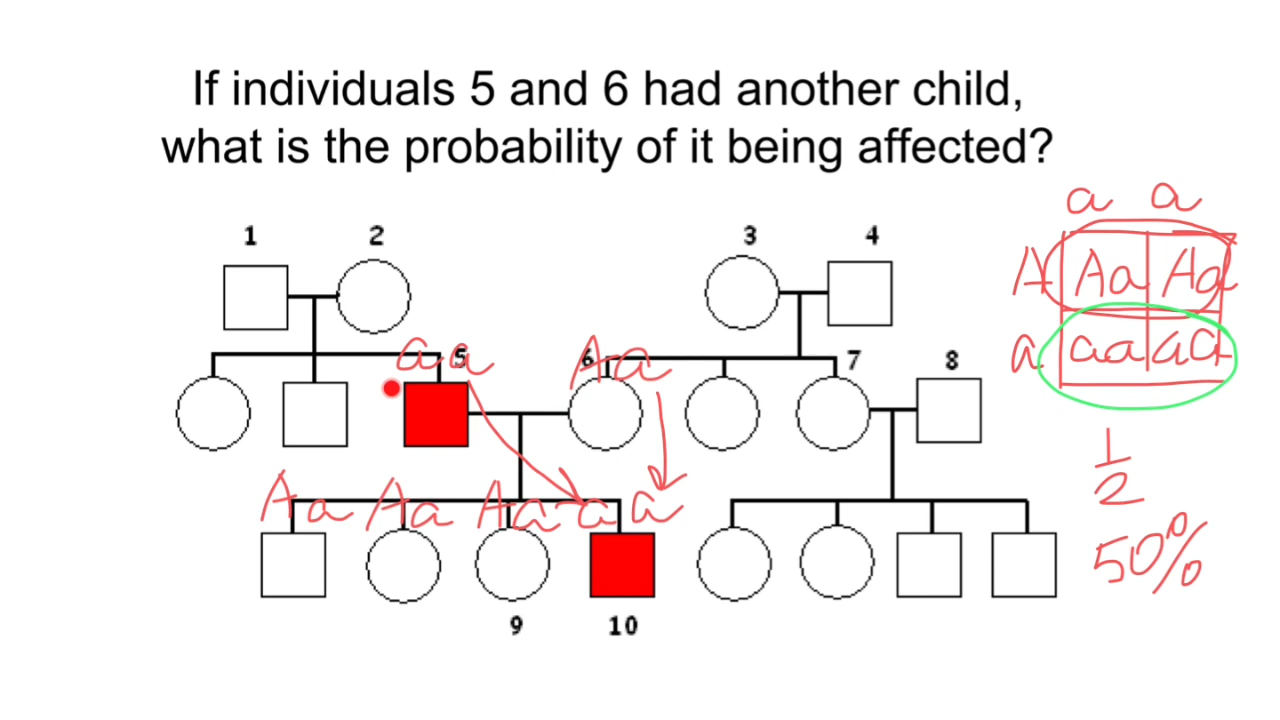 If individuals 5 and 6 had another child,
what is the probability of it being affected?
1 2 3 4
a a
A Aa Aa
a aa aa
aa 5 6 Aa 7 8
Aa Aa Aa a a
9 10
1
2
50%